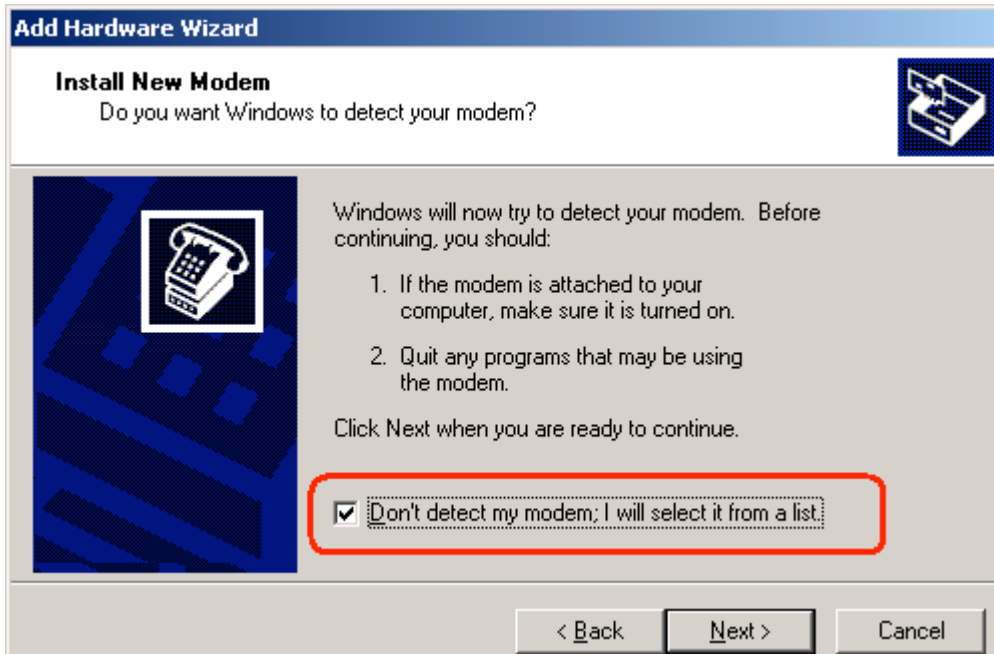 Add Hardware Wizard
Install New Modem
Do you want Windows to detect your modem?
Windows will now try to detect your modem. Before
continuing, you should:
1. If the modem is attached to your
computer, make sure it is turned on.
2. Quit any programs that may be using
the modem.
Click Next when you are ready to continue.
Don't detect my modem; I will select it from a list.
< Back
Next >
Cancel